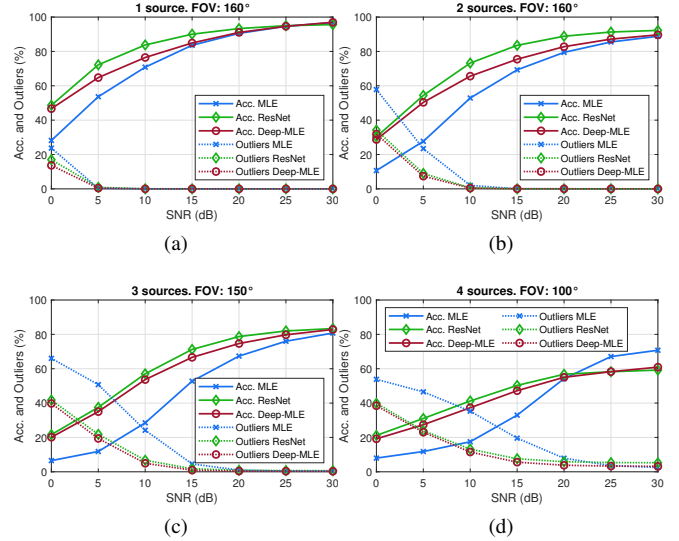 1 source. FOV: 160°
Acc. and Outliers (%)
100
80
60
40
20
0
Acc. MLE
Acc. ResNet
Acc. Deep-MLE
Outliers MLE
Outliers ResNet
Outliers Deep-MLE
0 5 10 15 20 25 30
SNR (dB)
(a)
2 sources. FOV: 160°
Acc. and Outliers (%)
100
80
60
40
20
0
Acc. MLE
Acc. ResNet
Acc. Deep-MLE
Outliers MLE
Outliers ResNet
Outliers Deep-MLE
0 5 10 15 20 25 30
SNR (dB)
(b)
3 sources. FOV: 150°
Acc. and Outliers (%)
100
80
60
40
20
0
Acc. MLE
Acc. ResNet
Acc. Deep-MLE
Outliers MLE
Outliers ResNet
Outliers Deep-MLE
0 5 10 15 20 25 30
SNR (dB)
(c)
4 sources. FOV: 100°
Acc. and Outliers (%)
100
80
60
40
20
0
Acc. MLE Outliers MLE
Acc. ResNet Outliers ResNet
Acc. Deep-MLE Outliers Deep-MLE
0 5 10 15 20 25 30
SNR (dB)
(d)